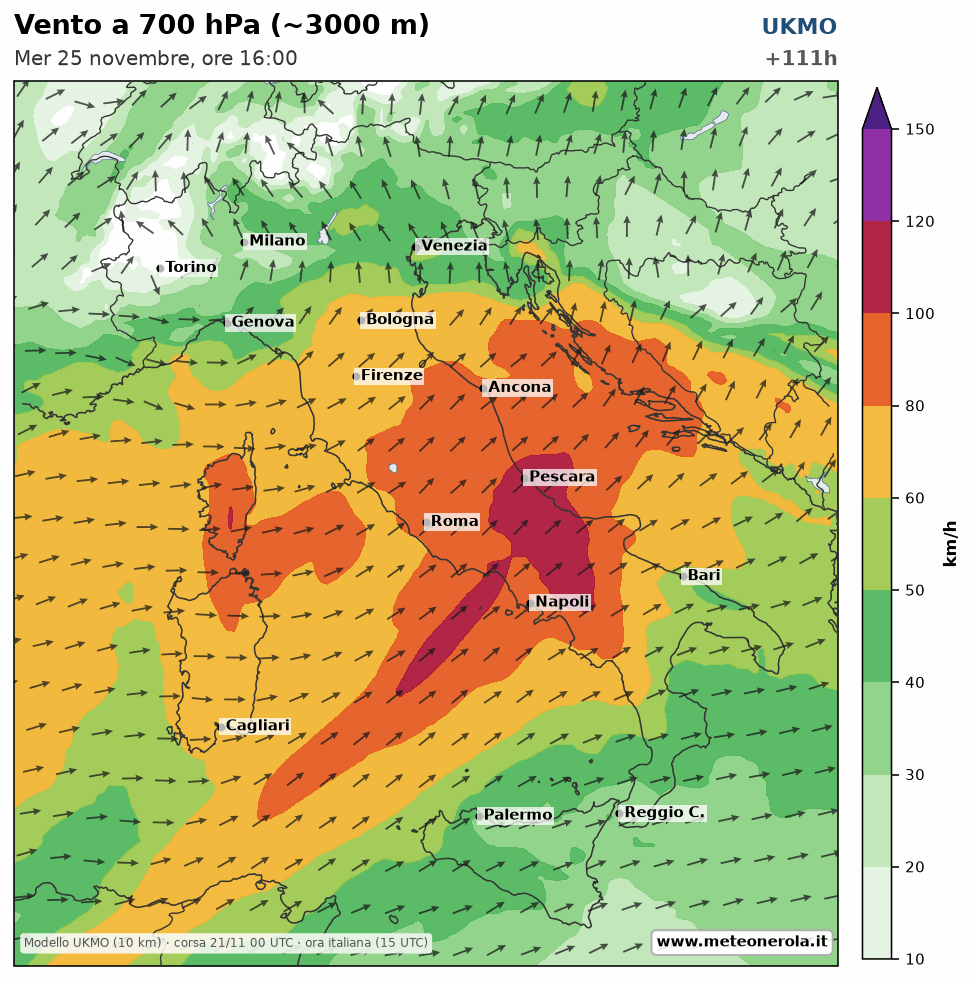 Vento a 700 hPa (~3000 m)
UKMO
Mer 25 novembre, ore 16:00
+111h
Milano
Venezia
Torino
Genova
Bologna
Firenze
Ancona
Pescara
Roma
Bari
Napoli
Cagliari
Palermo
Reggio C.
150
120
100
80
60
50
40
30
20
10
km/h
Modello UKMO (10 km) · corsa 21/11 00 UTC · ora italiana (15 UTC)
www.meteonerola.it